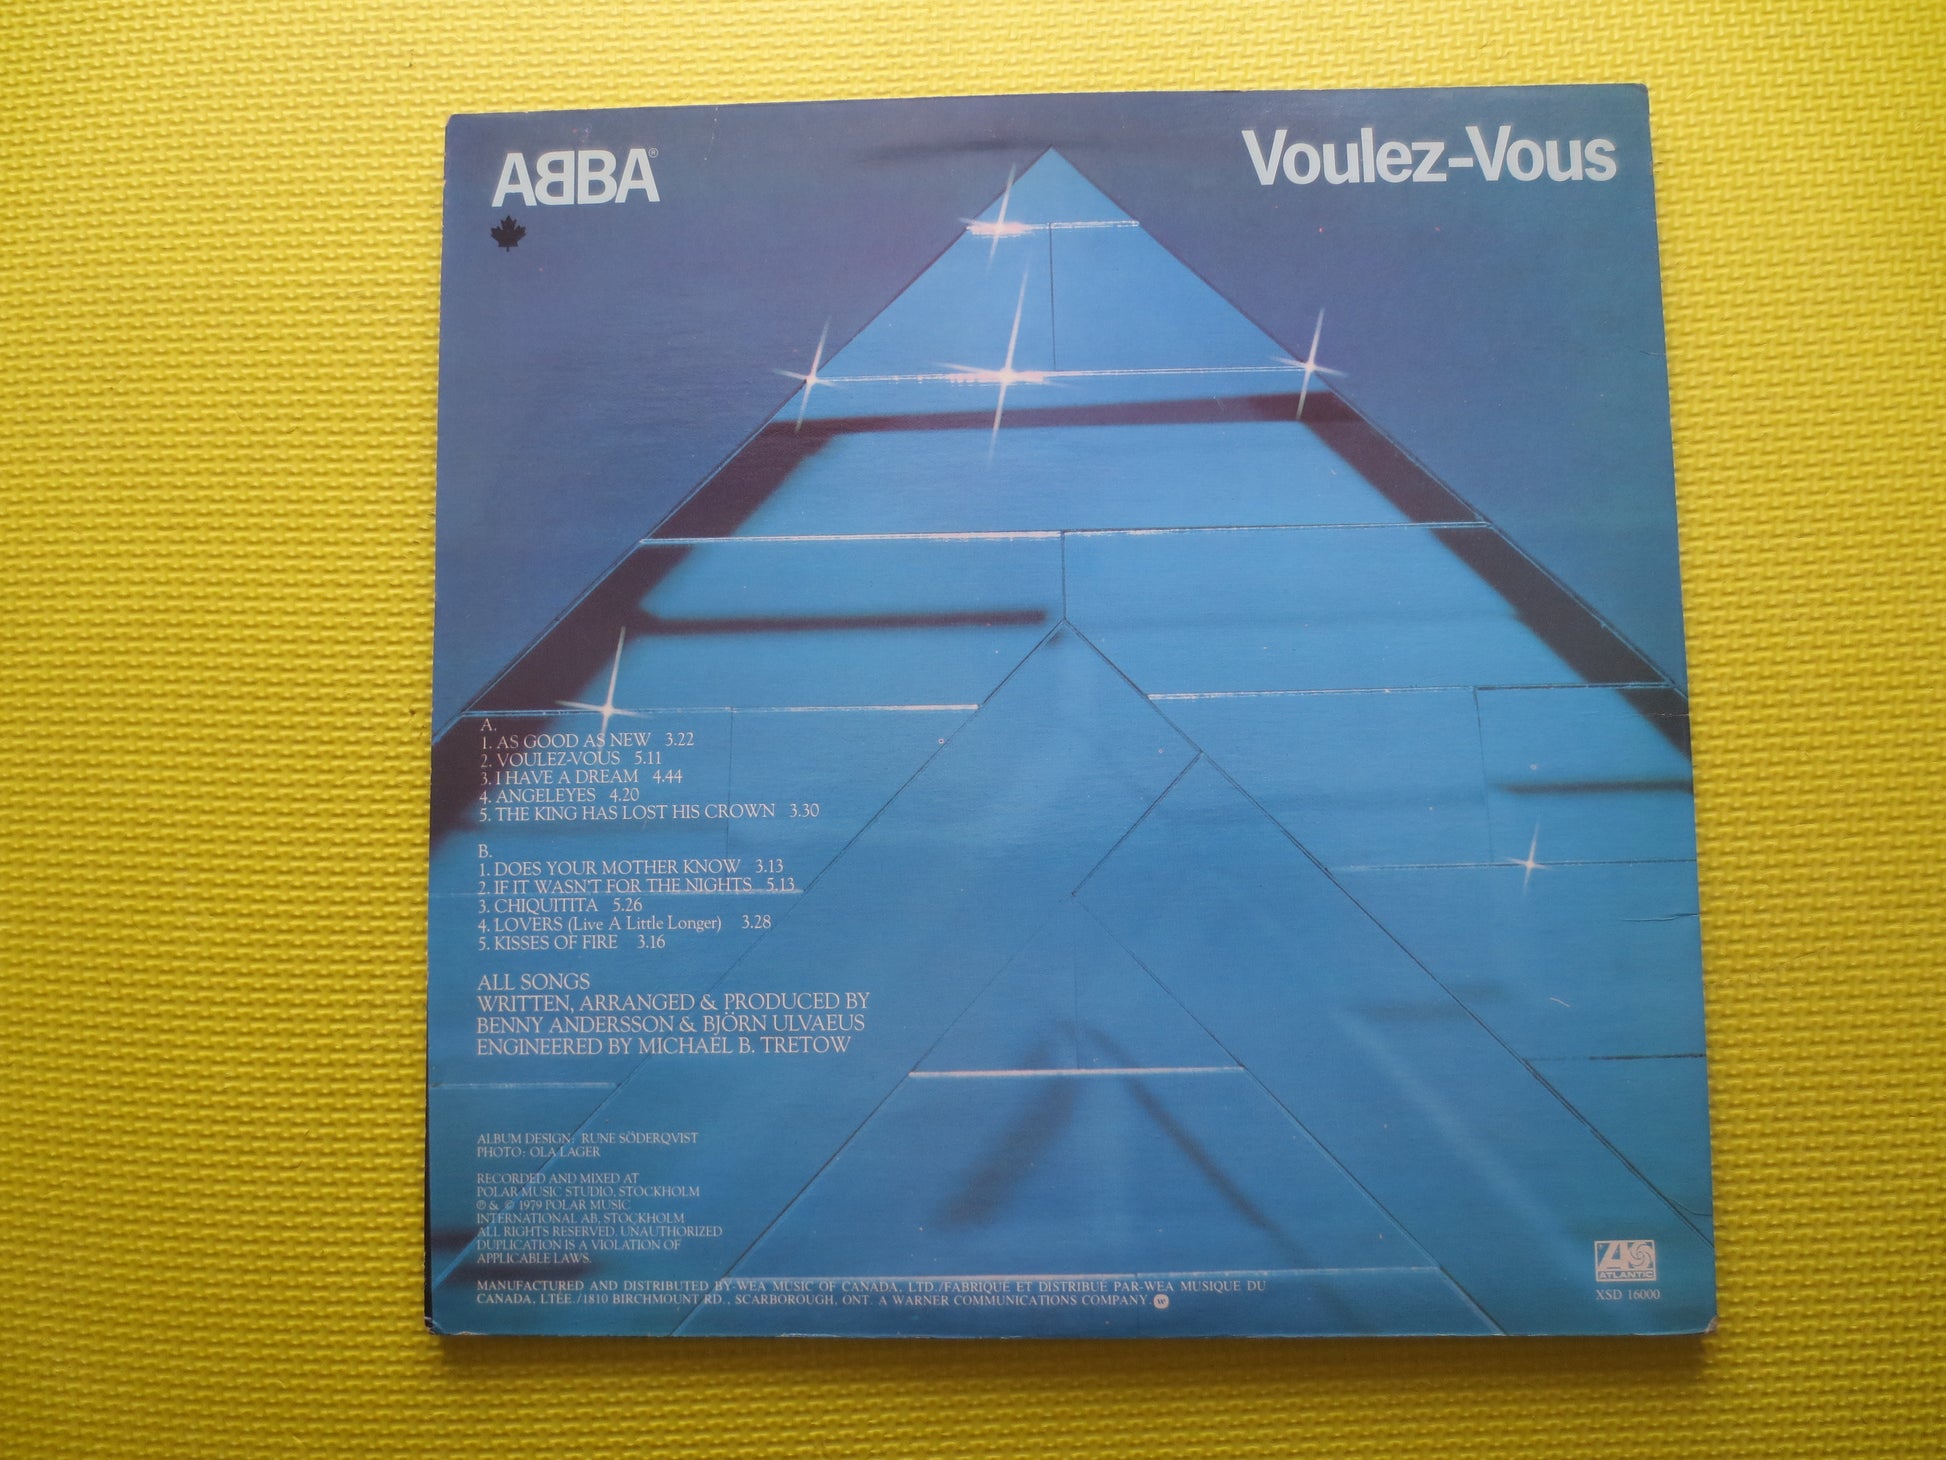 ABBA®
Voulez-Vous
A.
1. AS GOOD AS NEW 3.22
2. VOULEZ-VOUS 5.11
3. I HAVE A DREAM 4.44
4. ANGELEYES 4.20
5. THE KING HAS LOST HIS CROWN 3.30
B.
1. DOES YOUR MOTHER KNOW 3.13
2. IF IT WASN'T FOR THE NIGHTS 5.13
3. CHIQUITITA 5.26
4. LOVERS (Live A Little Longer) 3.28
5. KISSES OF FIRE 3.16
ALL SONGS
WRITTEN, ARRANGED & PRODUCED BY
BENNY ANDERSSON & BJÖRN ULVAEUS
ENGINEERED BY MICHAEL B. TRETOW
ALBUM DESIGN: RUNE SÖDERQVIST
PHOTO: OLA LAGER
RECORDED AND MIXED AT
POLAR MUSIC STUDIO, STOCKHOLM
℗ & © 1979 POLAR MUSIC
INTERNATIONAL AB, STOCKHOLM
ALL RIGHTS RESERVED. UNAUTHORIZED
DUPLICATION IS A VIOLATION OF
APPLICABLE LAWS.
MANUFACTURED AND DISTRIBUTED BY-WEA MUSIC OF CANADA, LTD./FABRIQUÉ ET DISTRIBUÉ PAR-WEA MUSIQUE DU
CANADA, LTÉE./1810 BIRCHMOUNT RD., SCARBOROUGH, ONT. A WARNER COMMUNICATIONS COMPANY. W
ATLANTIC
XSD 16000